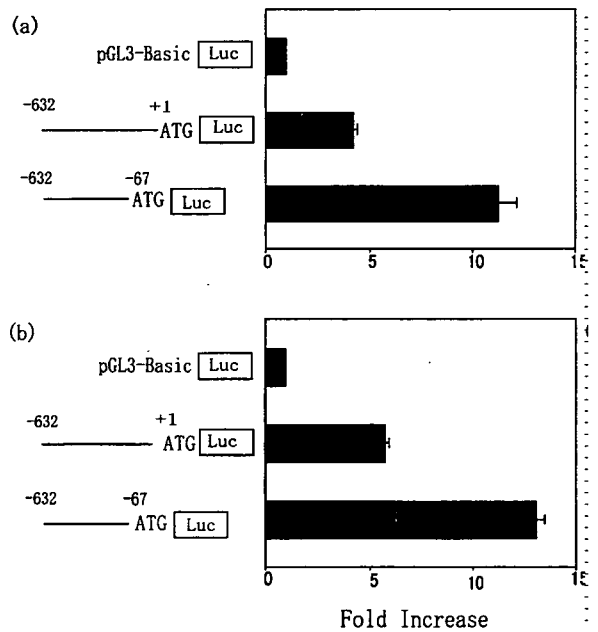 (a)
pGL3-Basic Luc
-632 +1
ATG Luc
-632 -67
ATG Luc
0 5 10 15
(b)
pGL3-Basic Luc
-632 +1
ATG Luc
-632 -67
ATG Luc
0 5 10 15
Fold Increase